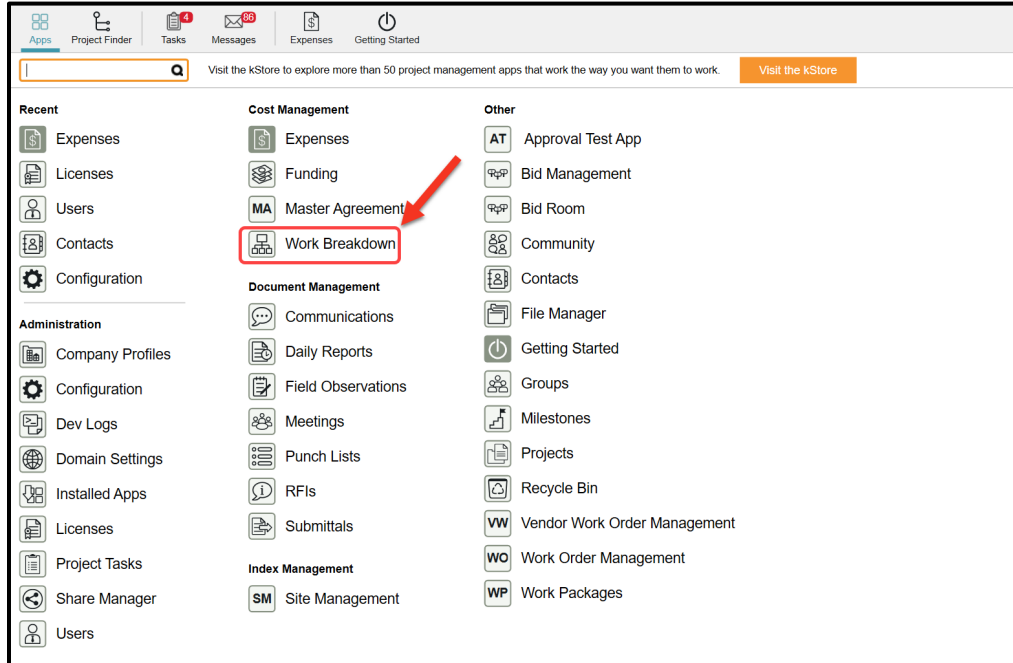 4
86
Apps
Project Finder
Tasks
Messages
Expenses
Getting Started
Visit the kStore to explore more than 50 project management apps that work the way you want them to work.
Visit the kStore
Recent
Expenses
Licenses
Users
Contacts
Configuration
Administration
Company Profiles
Configuration
Dev Logs
Domain Settings
Installed Apps
Licenses
Project Tasks
Share Manager
Users
Cost Management
Expenses
Funding
MA Master Agreement
Work Breakdown
Document Management
Communications
Daily Reports
Field Observations
Meetings
Punch Lists
RFIs
Submittals
Index Management
SM Site Management
Other
AT Approval Test App
Bid Management
Bid Room
Community
Contacts
File Manager
Getting Started
Groups
Milestones
Projects
Recycle Bin
VW Vendor Work Order Management
WO Work Order Management
WP Work Packages